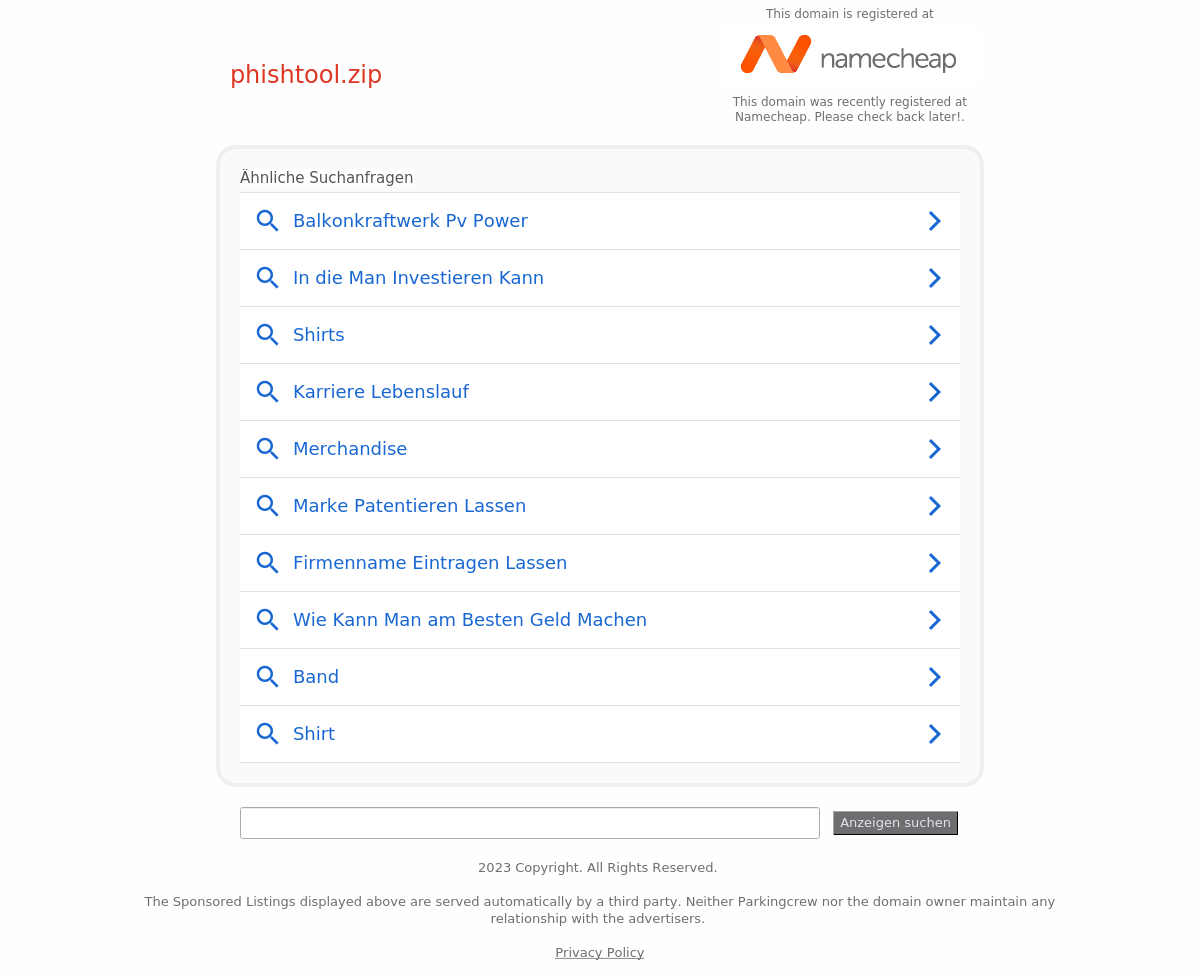 This domain is registered at
namecheap
phishtool.zip
This domain was recently registered at
Namecheap. Please check back later!.
Ähnliche Suchanfragen
Balkonkraftwerk Pv Power
In die Man Investieren Kann
Shirts
Karriere Lebenslauf
Merchandise
Marke Patentieren Lassen
Firmenname Eintragen Lassen
Wie Kann Man am Besten Geld Machen
Band
Shirt
Anzeigen suchen
2023 Copyright. All Rights Reserved.
The Sponsored Listings displayed above are served automatically by a third party. Neither Parkingcrew nor the domain owner maintain any
relationship with the advertisers.
Privacy Policy